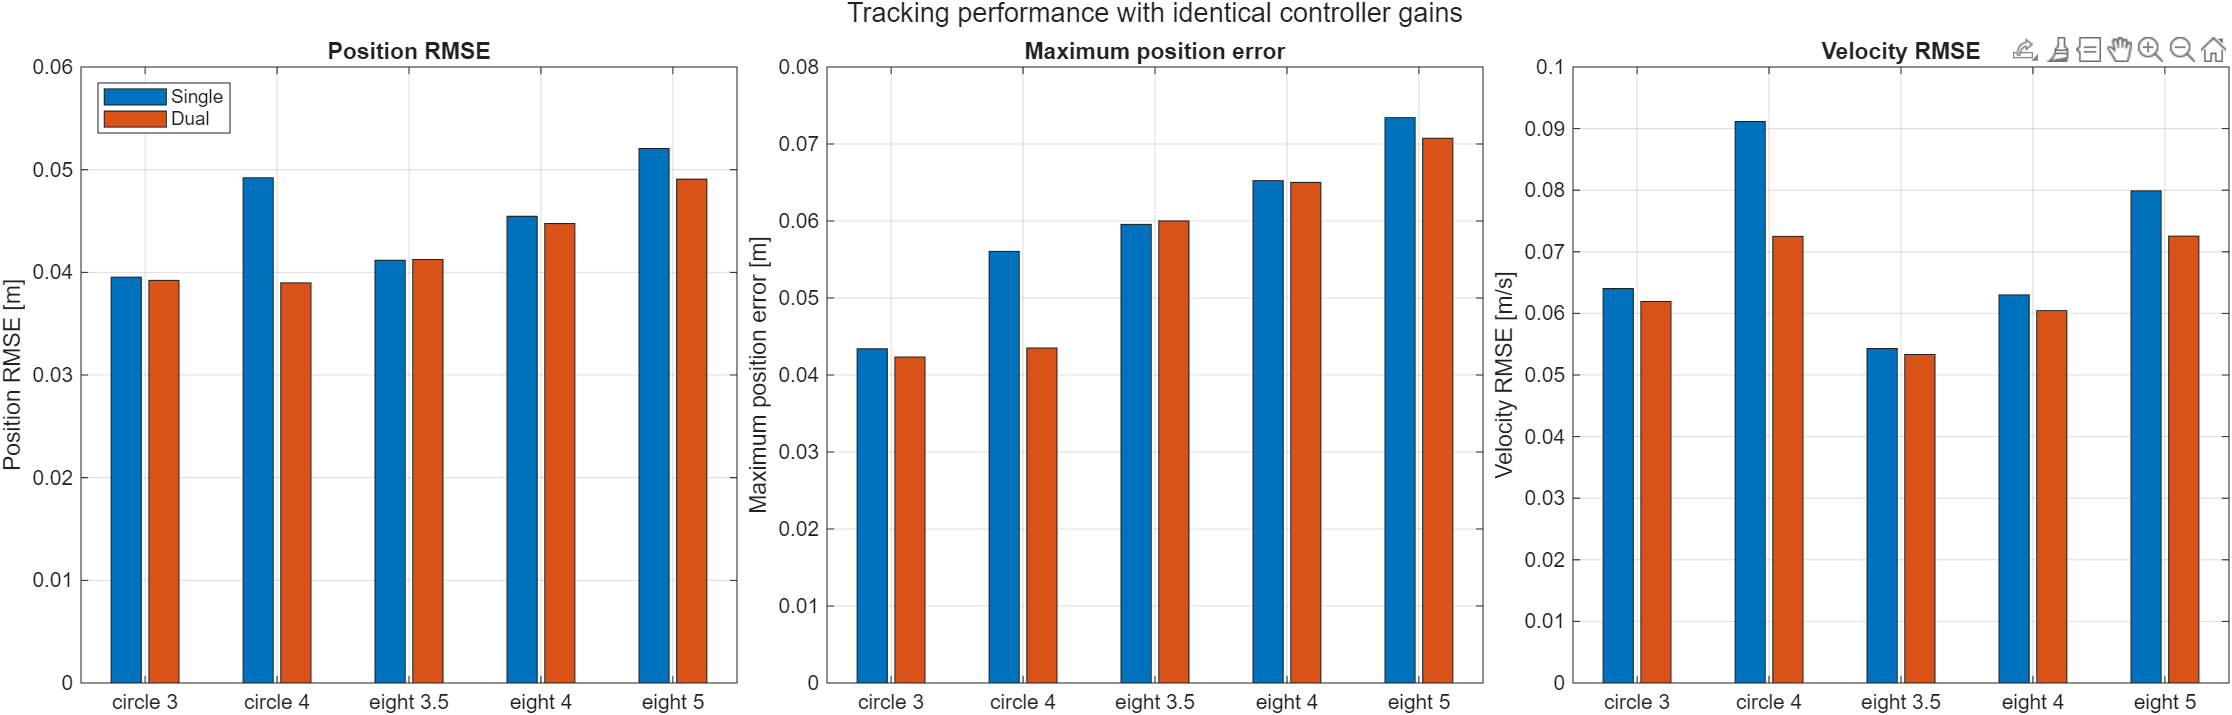 Tracking performance with identical controller gains
Position RMSE
Position RMSE [m]
0.06
0.05
0.04
0.03
0.02
0.01
0
Single
Dual
circle 3
circle 4
eight 3.5
eight 4
eight 5
Maximum position error
Maximum position error [m]
0.08
0.07
0.06
0.05
0.04
0.03
0.02
0.01
0
circle 3
circle 4
eight 3.5
eight 4
eight 5
Velocity RMSE
Velocity RMSE [m/s]
0.1
0.09
0.08
0.07
0.06
0.05
0.04
0.03
0.02
0.01
0
circle 3
circle 4
eight 3.5
eight 4
eight 5